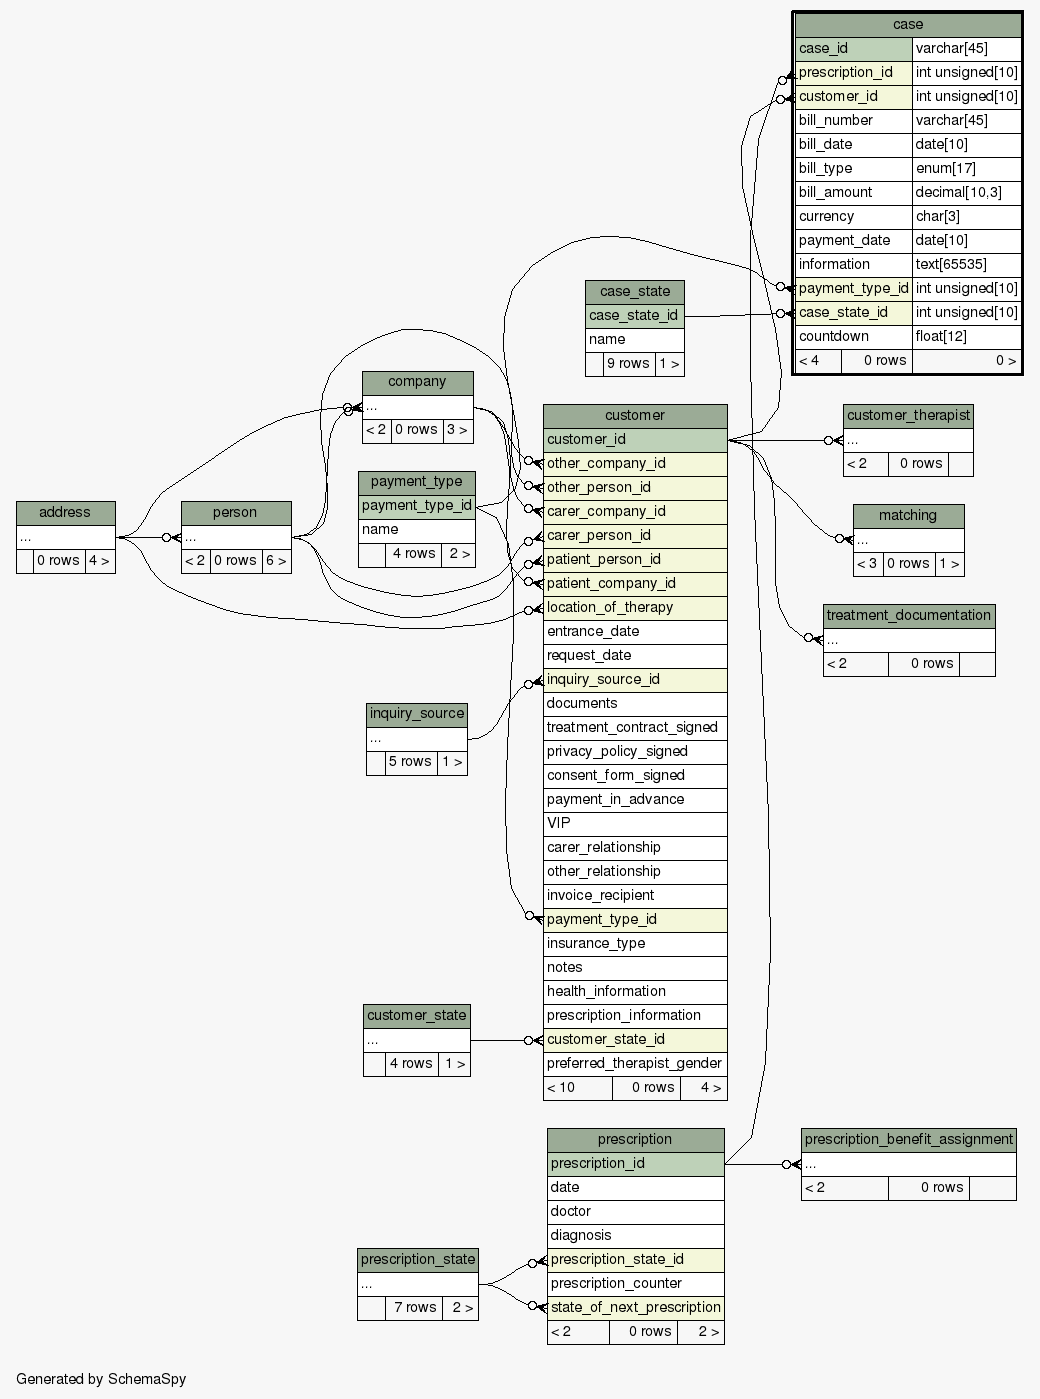 case
case_id varchar[45]
prescription_id int unsigned[10]
customer_id int unsigned[10]
bill_number varchar[45]
bill_date date[10]
bill_type enum[17]
bill_amount decimal[10,3]
currency char[3]
payment_date date[10]
information text[65535]
payment_type_id int unsigned[10]
case_state_id int unsigned[10]
countdown float[12]
< 4 0 rows 0 >
case_state
case_state_id
name
9 rows 1 >
company
...
< 2 0 rows 3 >
payment_type
payment_type_id
name
4 rows 2 >
address
...
0 rows 4 >
person
...
< 2 0 rows 6 >
customer
customer_id
other_company_id
other_person_id
carer_company_id
carer_person_id
patient_person_id
patient_company_id
location_of_therapy
entrance_date
request_date
inquiry_source_id
documents
treatment_contract_signed
privacy_policy_signed
consent_form_signed
payment_in_advance
VIP
carer_relationship
other_relationship
invoice_recipient
payment_type_id
insurance_type
notes
health_information
prescription_information
customer_state_id
preferred_therapist_gender
< 10 0 rows 4 >
customer_therapist
...
< 2 0 rows
matching
...
< 3 0 rows 1 >
treatment_documentation
...
< 2 0 rows
inquiry_source
...
5 rows 1 >
customer_state
...
4 rows 1 >
prescription
prescription_id
date
doctor
diagnosis
prescription_state_id
prescription_counter
state_of_next_prescription
< 2 0 rows 2 >
prescription_benefit_assignment
...
< 2 0 rows
prescription_state
...
7 rows 2 >
Generated by SchemaSpy